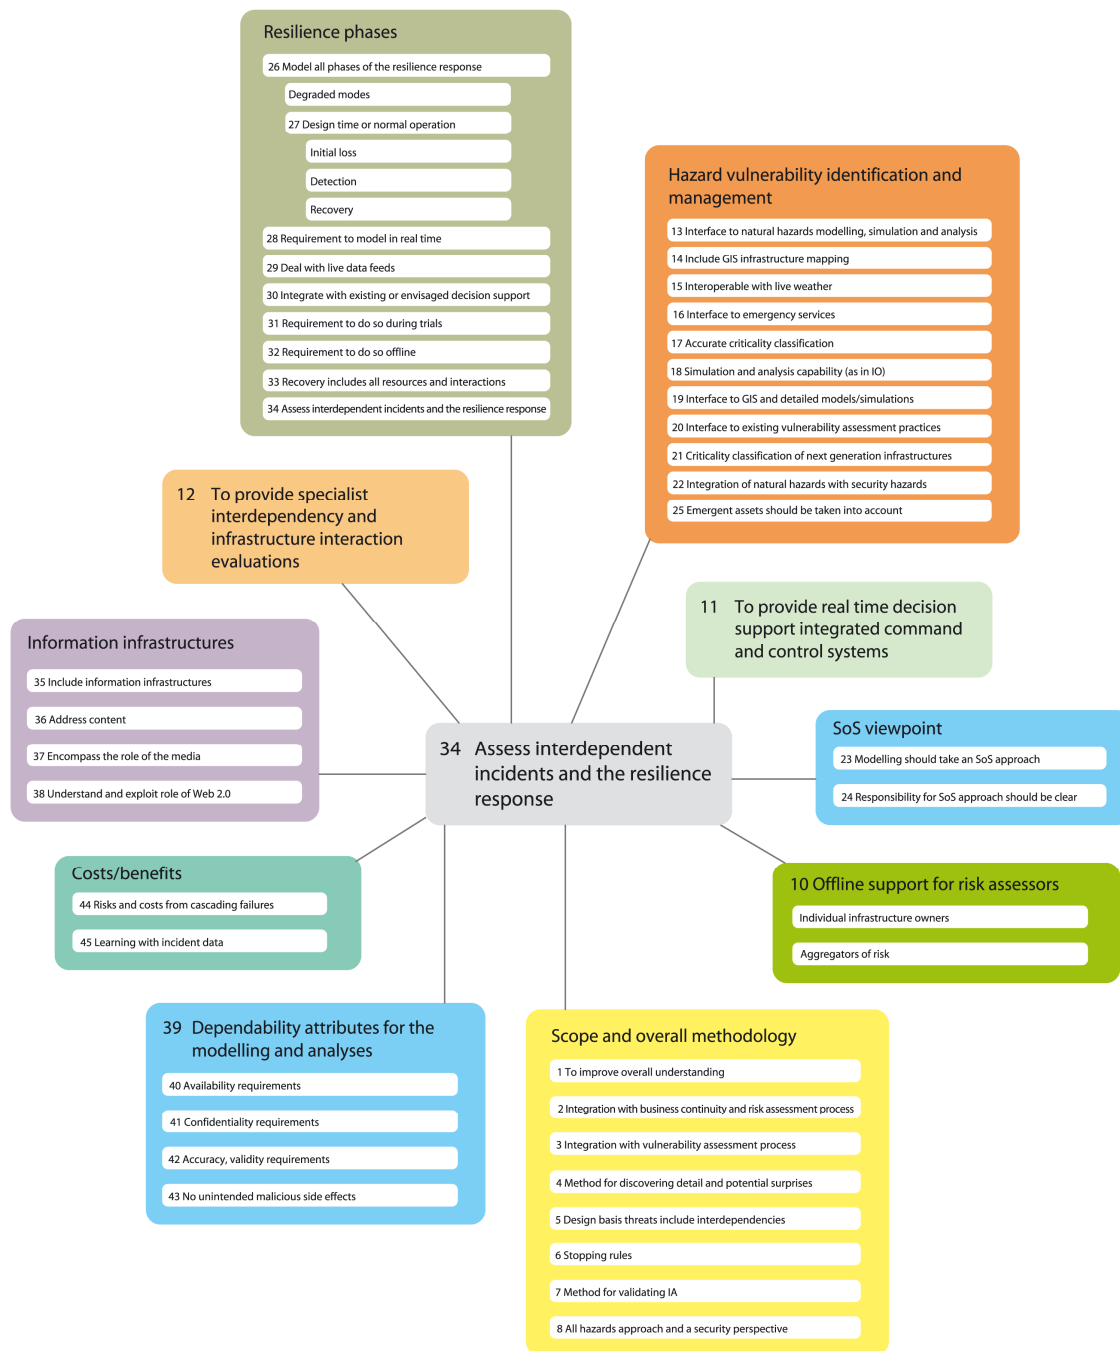 Resilience phases
26 Model all phases of the resilience response
Degraded modes
27 Design time or normal operation
Initial loss
Detection
Recovery
28 Requirement to model in real time
29 Deal with live data feeds
30 Integrate with existing or envisaged decision support
31 Requirement to do so during trials
32 Requirement to do so offline
33 Recovery includes all resources and interactions
34 Assess interdependent incidents and the resilience response
Hazard vulnerability identification and
management
13 Interface to natural hazards modelling, simulation and analysis
14 Include GIS infrastructure mapping
15 Interoperable with live weather
16 Interface to emergency services
17 Accurate criticality classification
18 Simulation and analysis capability (as in IO)
19 Interface to GIS and detailed models/simulations
20 Interface to existing vulnerability assessment practices
21 Criticality classification of next generation infrastructures
22 Integration of natural hazards with security hazards
25 Emergent assets should be taken into account
12 To provide specialist
interdependency and
infrastructure interaction
evaluations
11 To provide real time decision
support integrated command
and control systems
Information infrastructures
35 Include information infrastructures
36 Address content
37 Encompass the role of the media
38 Understand and exploit role of Web 2.0
34 Assess interdependent
incidents and the resilience
response
SoS viewpoint
23 Modelling should take an SoS approach
24 Responsibility for SoS approach should be clear
Costs/benefits
44 Risks and costs from cascading failures
45 Learning with incident data
10 Offline support for risk assessors
Individual infrastructure owners
Aggregators of risk
39 Dependability attributes for the
modelling and analyses
40 Availability requirements
41 Confidentiality requirements
42 Accuracy, validity requirements
43 No unintended malicious side effects
Scope and overall methodology
1 To improve overall understanding
2 Integration with business continuity and risk assessment process
3 Integration with vulnerability assessment process
4 Method for discovering detail and potential surprises
5 Design basis threats include interdependencies
6 Stopping rules
7 Method for validating IA
8 All hazards approach and a security perspective